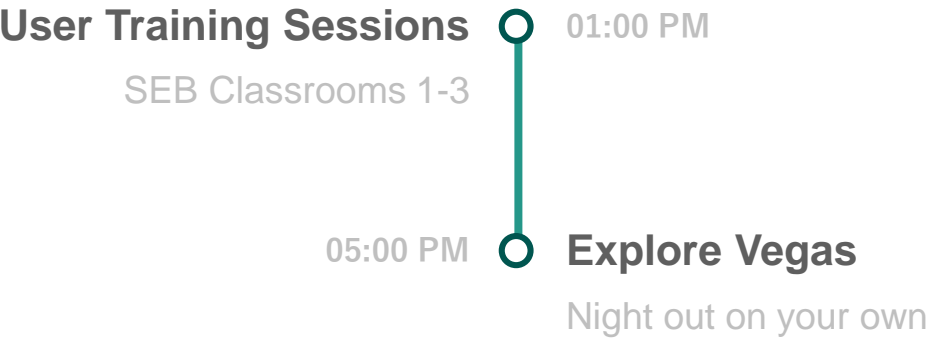 User Training Sessions
01:00 PM
SEB Classrooms 1-3
05:00 PM
Explore Vegas
Night out on your own